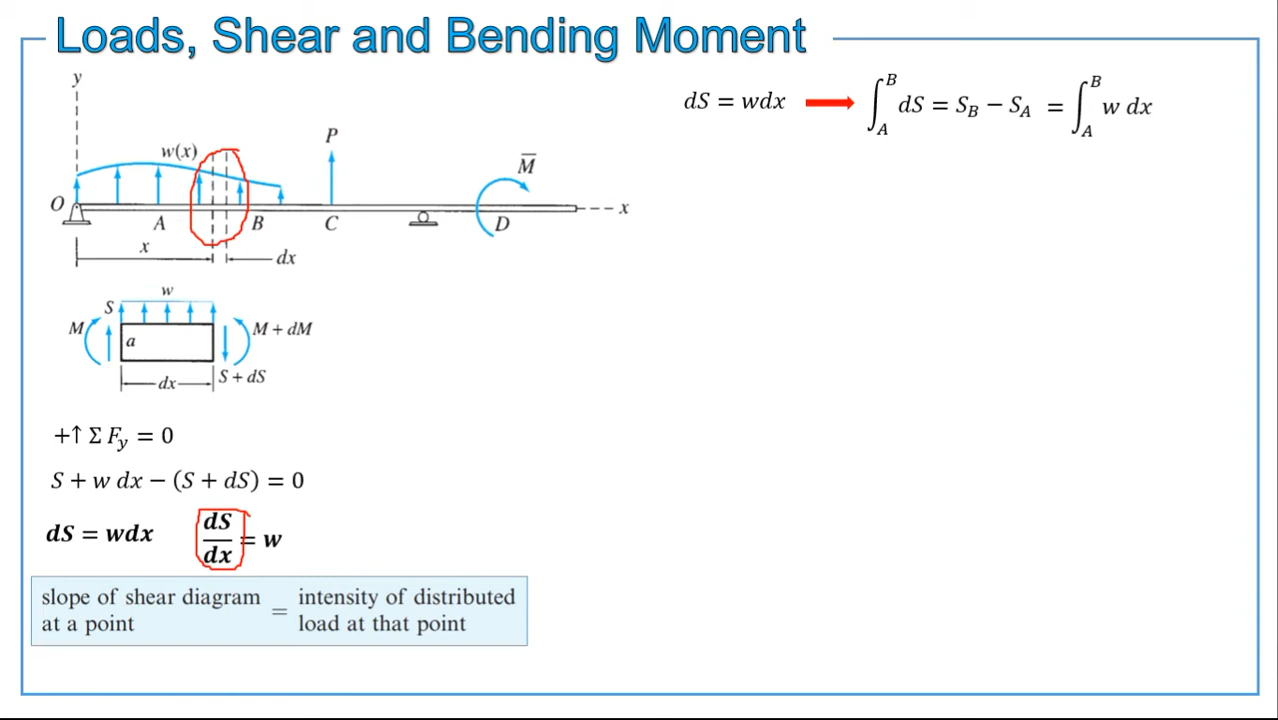 Loads, Shear and Bending Moment
y
w(x)
P
M̅
O
A
B
C
D
x
x
dx
dS = wdx
∫_A^B dS = S_B − S_A = ∫_A^B w dx
w
S
M
a
M + dM
dx
S + dS
+↑ Σ F_y = 0
S + w dx − (S + dS) = 0
dS = wdx dS/dx = w
slope of shear diagram at a point = intensity of distributed load at that point